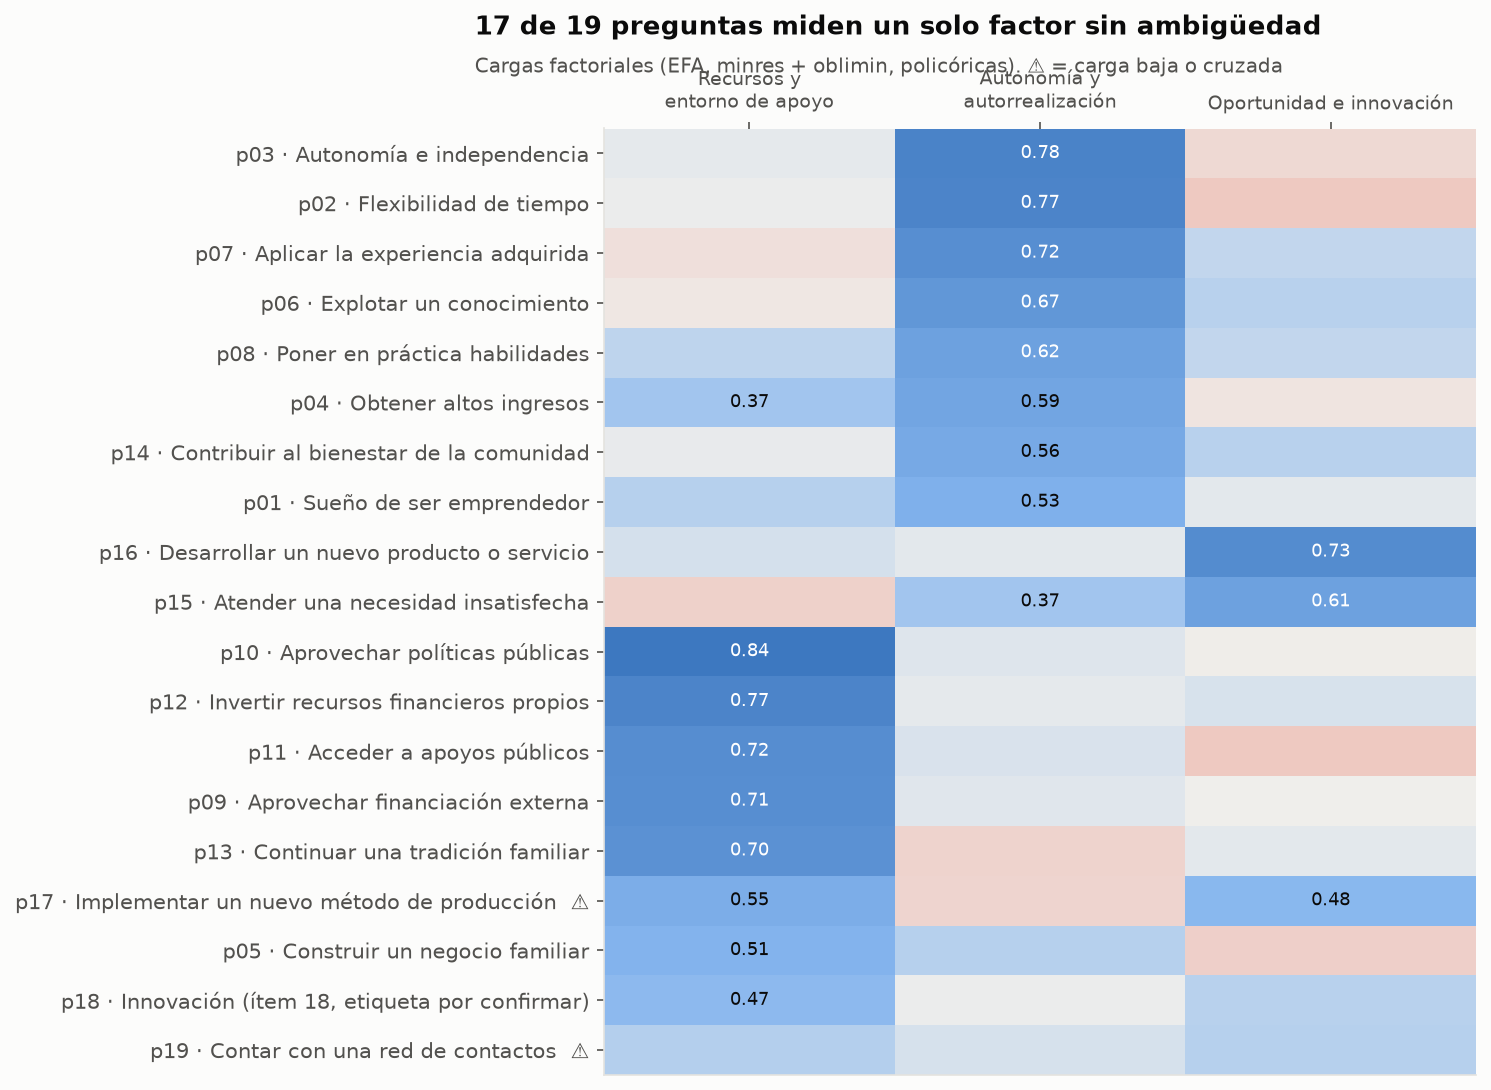 17 de 19 preguntas miden un solo factor sin ambigüedad
Cargas factoriales (EFA, minres + oblimin, policóricas). ⚠ = carga baja o cruzada
Recursos y
entorno de apoyo
Autonomía y
autorrealización
Oportunidad e innovación
p03 · Autonomía e independencia
0.78
p02 · Flexibilidad de tiempo
0.77
p07 · Aplicar la experiencia adquirida
0.72
p06 · Explotar un conocimiento
0.67
p08 · Poner en práctica habilidades
0.62
p04 · Obtener altos ingresos
0.37
0.59
p14 · Contribuir al bienestar de la comunidad
0.56
p01 · Sueño de ser emprendedor
0.53
p16 · Desarrollar un nuevo producto o servicio
0.73
p15 · Atender una necesidad insatisfecha
0.37
0.61
p10 · Aprovechar políticas públicas
0.84
p12 · Invertir recursos financieros propios
0.77
p11 · Acceder a apoyos públicos
0.72
p09 · Aprovechar financiación externa
0.71
p13 · Continuar una tradición familiar
0.70
p17 · Implementar un nuevo método de producción ⚠
0.55
0.48
p05 · Construir un negocio familiar
0.51
p18 · Innovación (ítem 18, etiqueta por confirmar)
0.47
p19 · Contar con una red de contactos ⚠